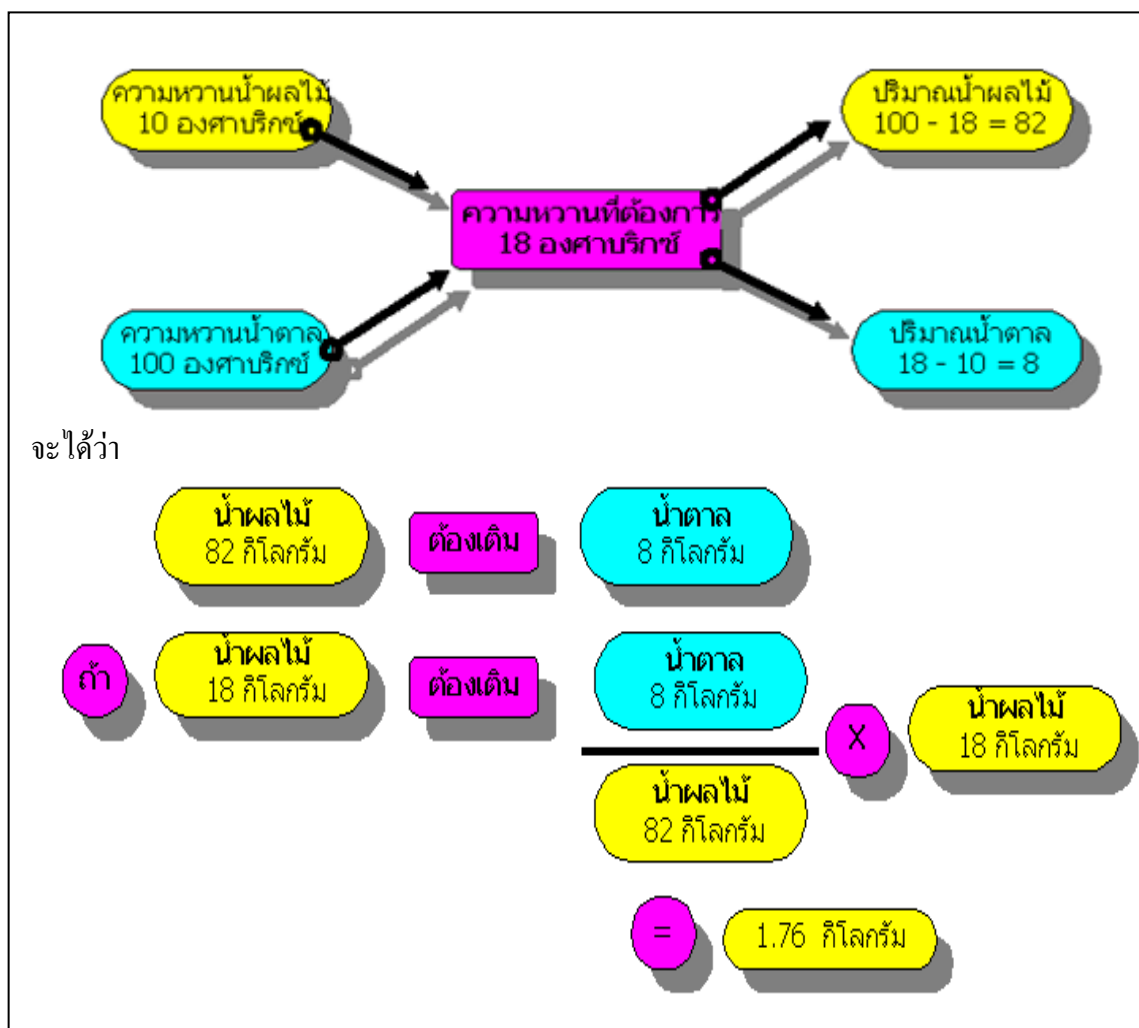 ความหวานน้ำผลไม้
10 องศาบริกซ์
ปริมาณน้ำผลไม้
100 - 18 = 82
ความหวานที่ต้องการ
18 องศาบริกซ์
ความหวานน้ำตาล
100 องศาบริกซ์
ปริมาณน้ำตาล
18 - 10 = 8
จะได้ว่า
น้ำผลไม้
82 กิโลกรัม
ต้องเติม
น้ำตาล
8 กิโลกรัม
ถ้า
น้ำผลไม้
18 กิโลกรัม
ต้องเติม
น้ำตาล
8 กิโลกรัม
น้ำผลไม้
82 กิโลกรัม
X
น้ำผลไม้
18 กิโลกรัม
=
1.76 กิโลกรัม